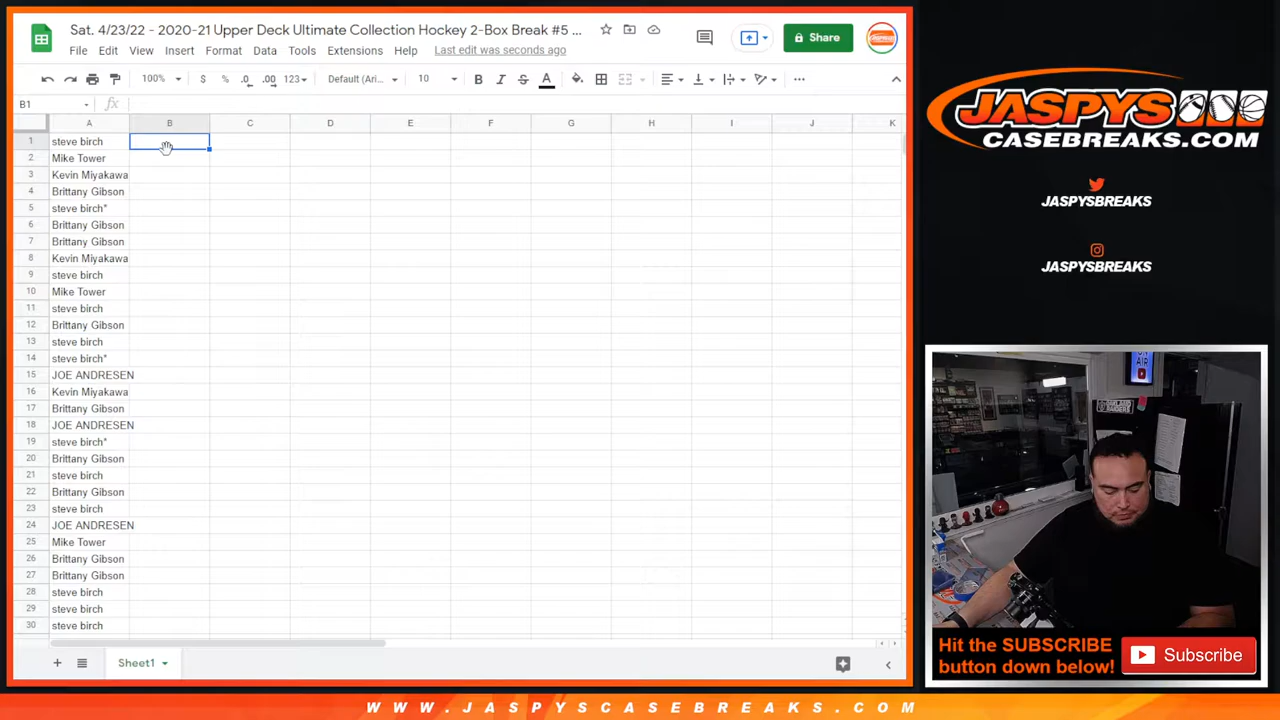 Sat. 4/23/22 - 2020-21 Upper Deck Ultimate Collection Hockey 2-Box Break #5 ...
File Edit View Insert Format Data Tools Extensions Help Last edit was seconds ago
Share
100% $ % .0 .00 123 Default (Ari... 10 B I S A
B1 fx
A B C D E F G H I J K
1 steve birch
2 Mike Tower
3 Kevin Miyakawa
4 Brittany Gibson
5 steve birch*
6 Brittany Gibson
7 Brittany Gibson
8 Kevin Miyakawa
9 steve birch
10 Mike Tower
11 steve birch
12 Brittany Gibson
13 steve birch
14 steve birch*
15 JOE ANDRESEN
16 Kevin Miyakawa
17 Brittany Gibson
18 JOE ANDRESEN
19 steve birch*
20 Brittany Gibson
21 steve birch
22 Brittany Gibson
23 steve birch
24 JOE ANDRESEN
25 Mike Tower
26 Brittany Gibson
27 Brittany Gibson
28 steve birch
29 steve birch
30 steve birch
Sheet1
JASPYS
CASEBREAKS.COM
JASPYSBREAKS
JASPYSBREAKS
AIR
Hit the SUBSCRIBE
button down below!
Subscribe
WWW.JASPYSCASEBREAKS.COM